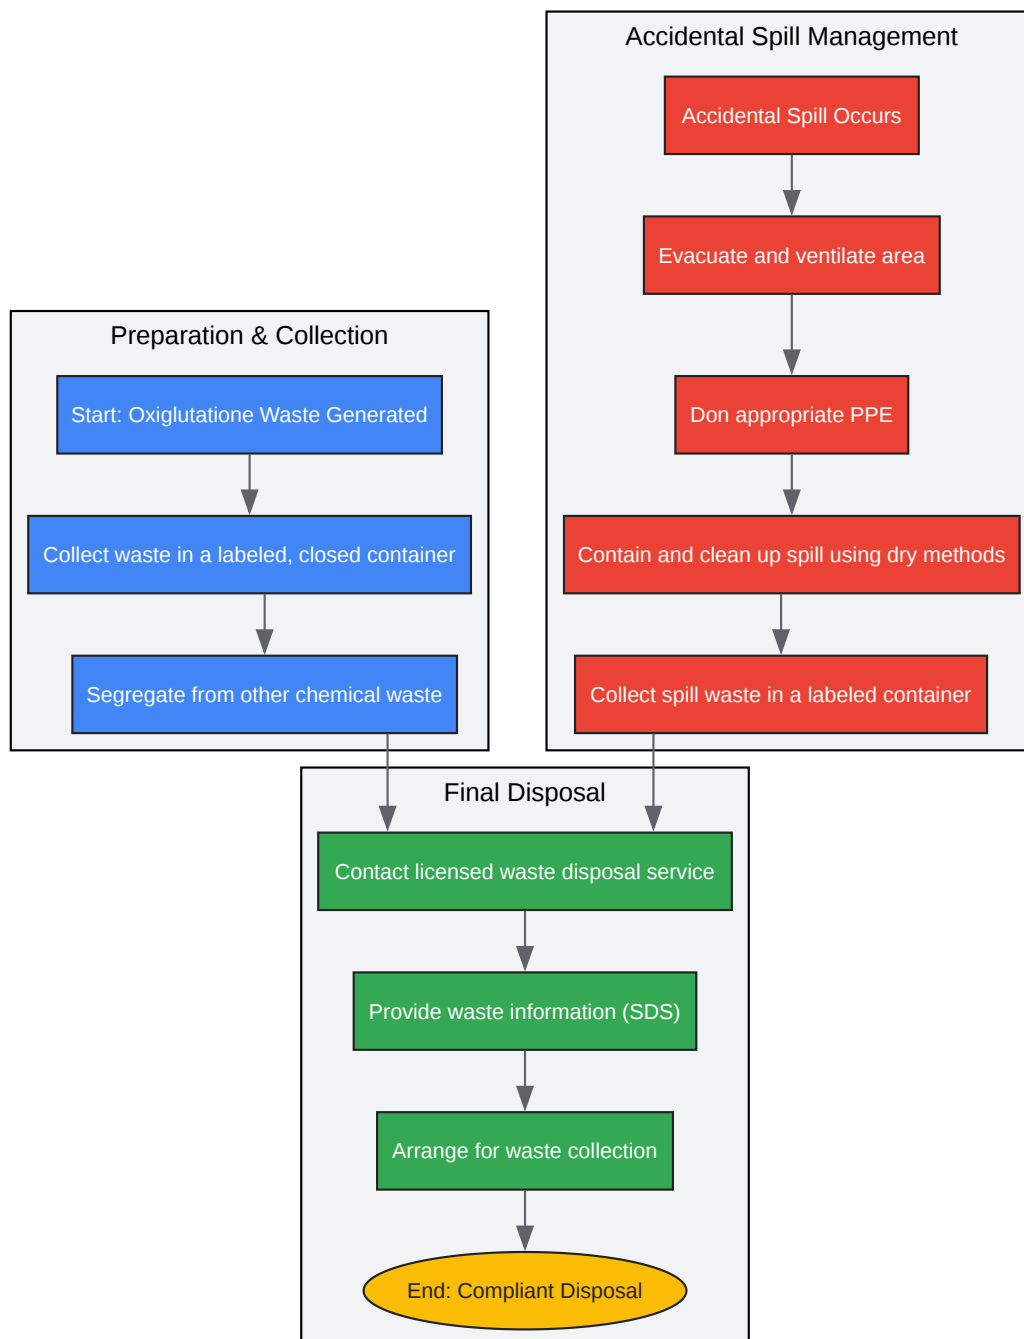 Accidental Spill Management
Accidental Spill Occurs
Evacuate and ventilate area
Don appropriate PPE
Contain and clean up spill using dry methods
Collect spill waste in a labeled container
Preparation & Collection
Start: Oxiglutatione Waste Generated
Collect waste in a labeled, closed container
Segregate from other chemical waste
Final Disposal
Contact licensed waste disposal service
Provide waste information (SDS)
Arrange for waste collection
End: Compliant Disposal